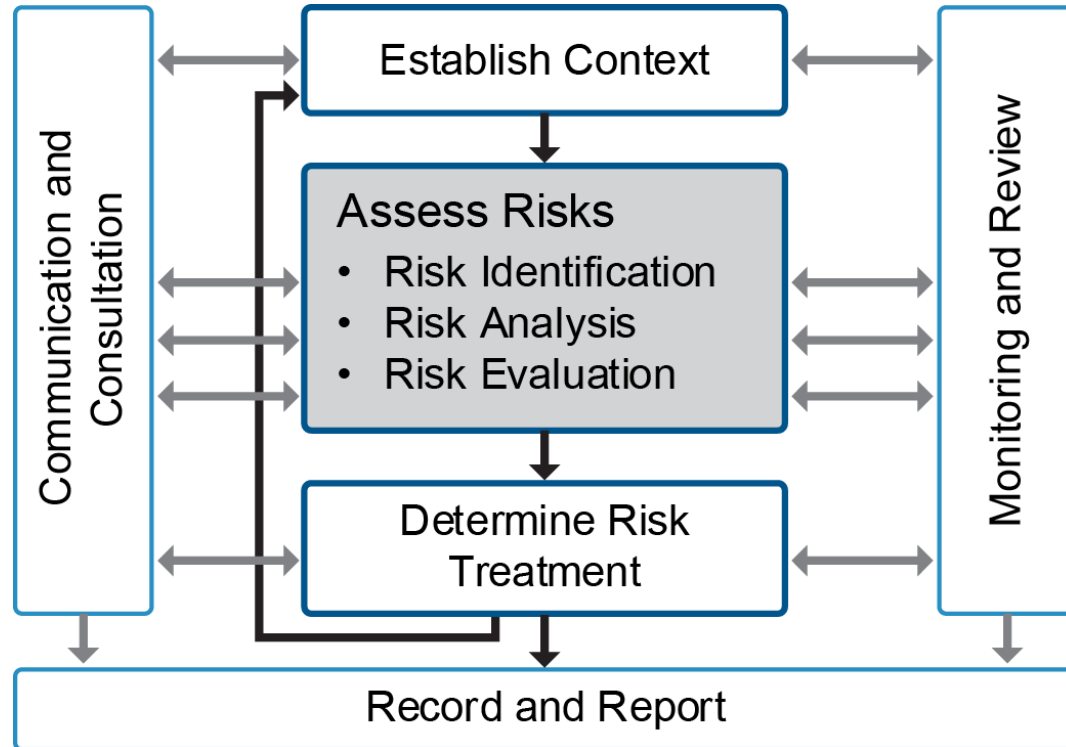 Establish Context
Communication and
Consultation
Assess Risks
• Risk Identification
• Risk Analysis
• Risk Evaluation
Monitoring and Review
Determine Risk
Treatment
Record and Report